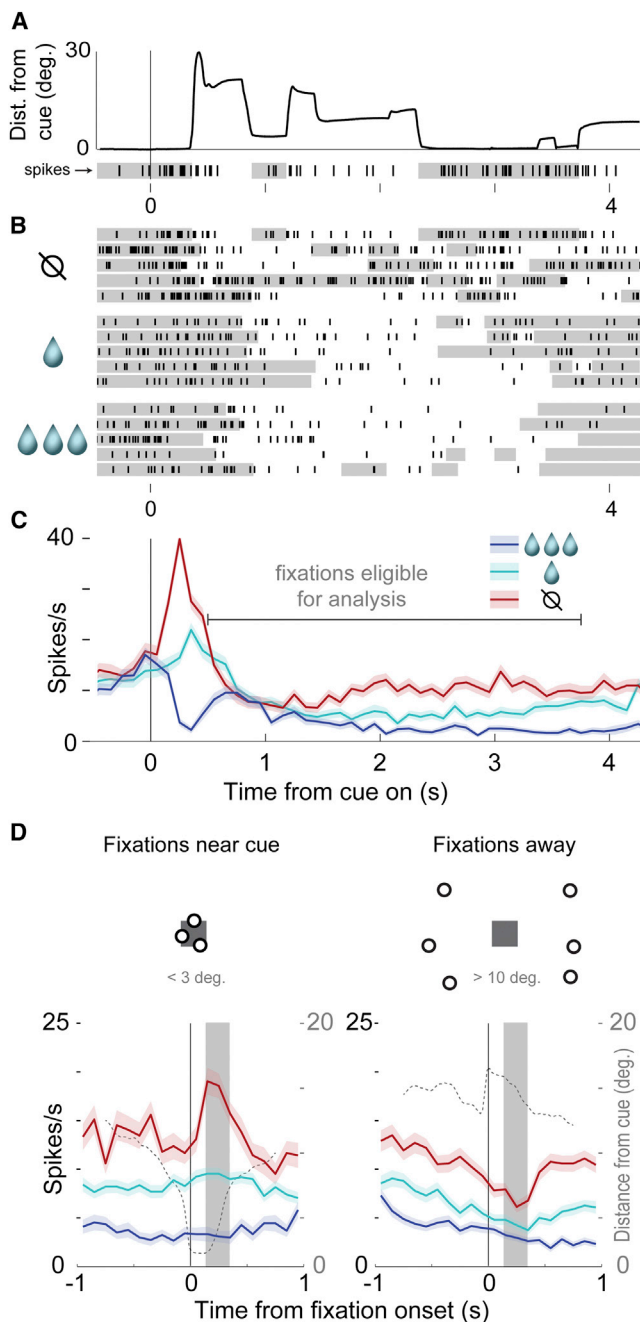 A
Dist. from
cue (deg.)
30
0
spikes →
0
4
B
Ø
0
4
C
40
Spikes/s
0
fixations eligible
for analysis
Ø
0
1
2
3
4
Time from cue on (s)
D
Fixations near cue
Fixations away
< 3 deg.
> 10 deg.
25
20
25
20
Spikes/s
Distance from cue (deg.)
0
0
0
0
-1
0
1
-1
0
1
Time from fixation onset (s)